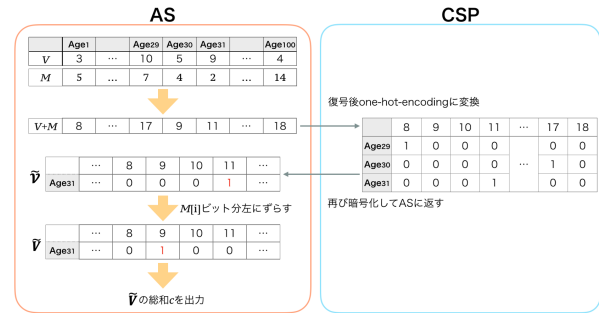 AS
Age1 Age29 Age30 Age31 Age100
V 3 … 10 5 9 … 4
M 5 … 7 4 2 … 14
V+M 8 … 17 9 11 … 18
… 8 9 10 11 …
Ṽ Age31 … 0 0 0 1 …
M[i]ビット分左にずらす
… 8 9 10 11 …
Ṽ Age31 … 0 1 0 0 …
Ṽの総和cを出力
CSP
復号後one-hot-encodingに変換
8 9 10 11 … 17 18
Age29 1 0 0 0 0 0
Age30 0 0 0 0 … 1 0
Age31 0 0 0 1 0 0
再び暗号化してASに返す